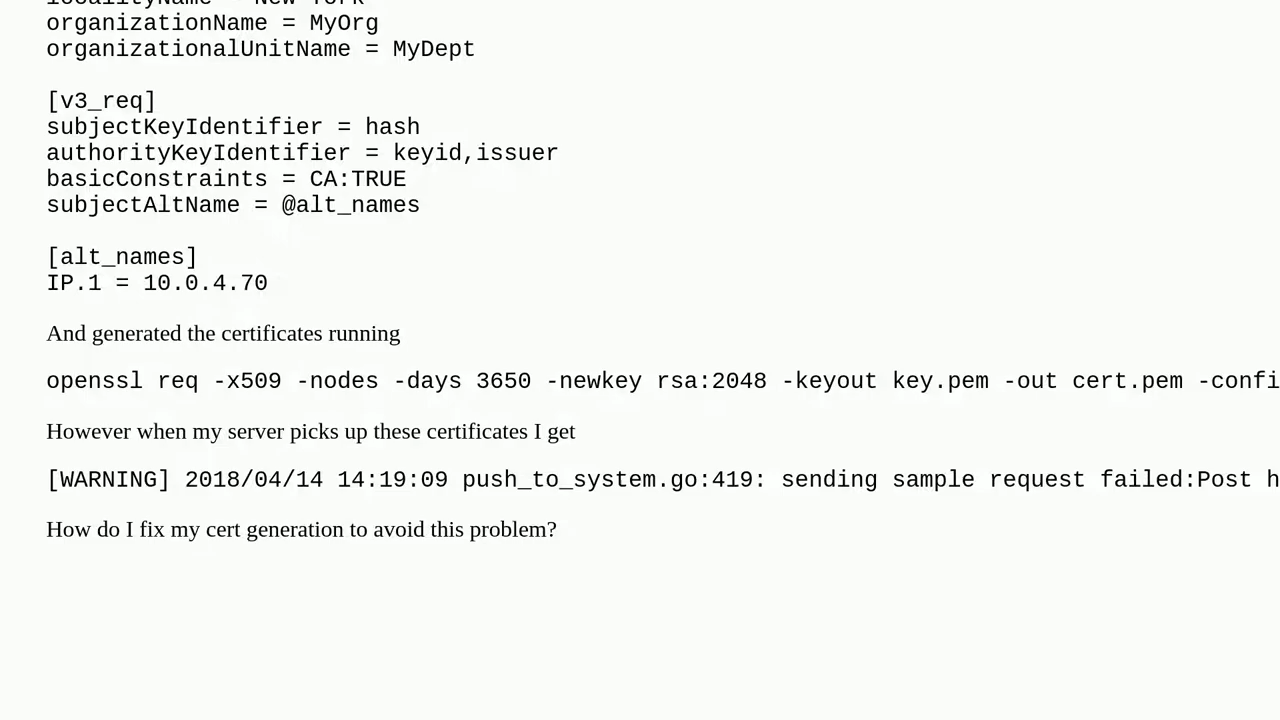 localityName = New York
organizationName = MyOrg
organizationalUnitName = MyDept
[v3_req]
subjectKeyIdentifier = hash
authorityKeyIdentifier = keyid,issuer
basicConstraints = CA:TRUE
subjectAltName = @alt_names
[alt_names]
IP.1 = 10.0.4.70
And generated the certificates running
openssl req -x509 -nodes -days 3650 -newkey rsa:2048 -keyout key.pem -out cert.pem -confi
However when my server picks up these certificates I get
[WARNING] 2018/04/14 14:19:09 push_to_system.go:419: sending sample request failed:Post h
How do I fix my cert generation to avoid this problem?